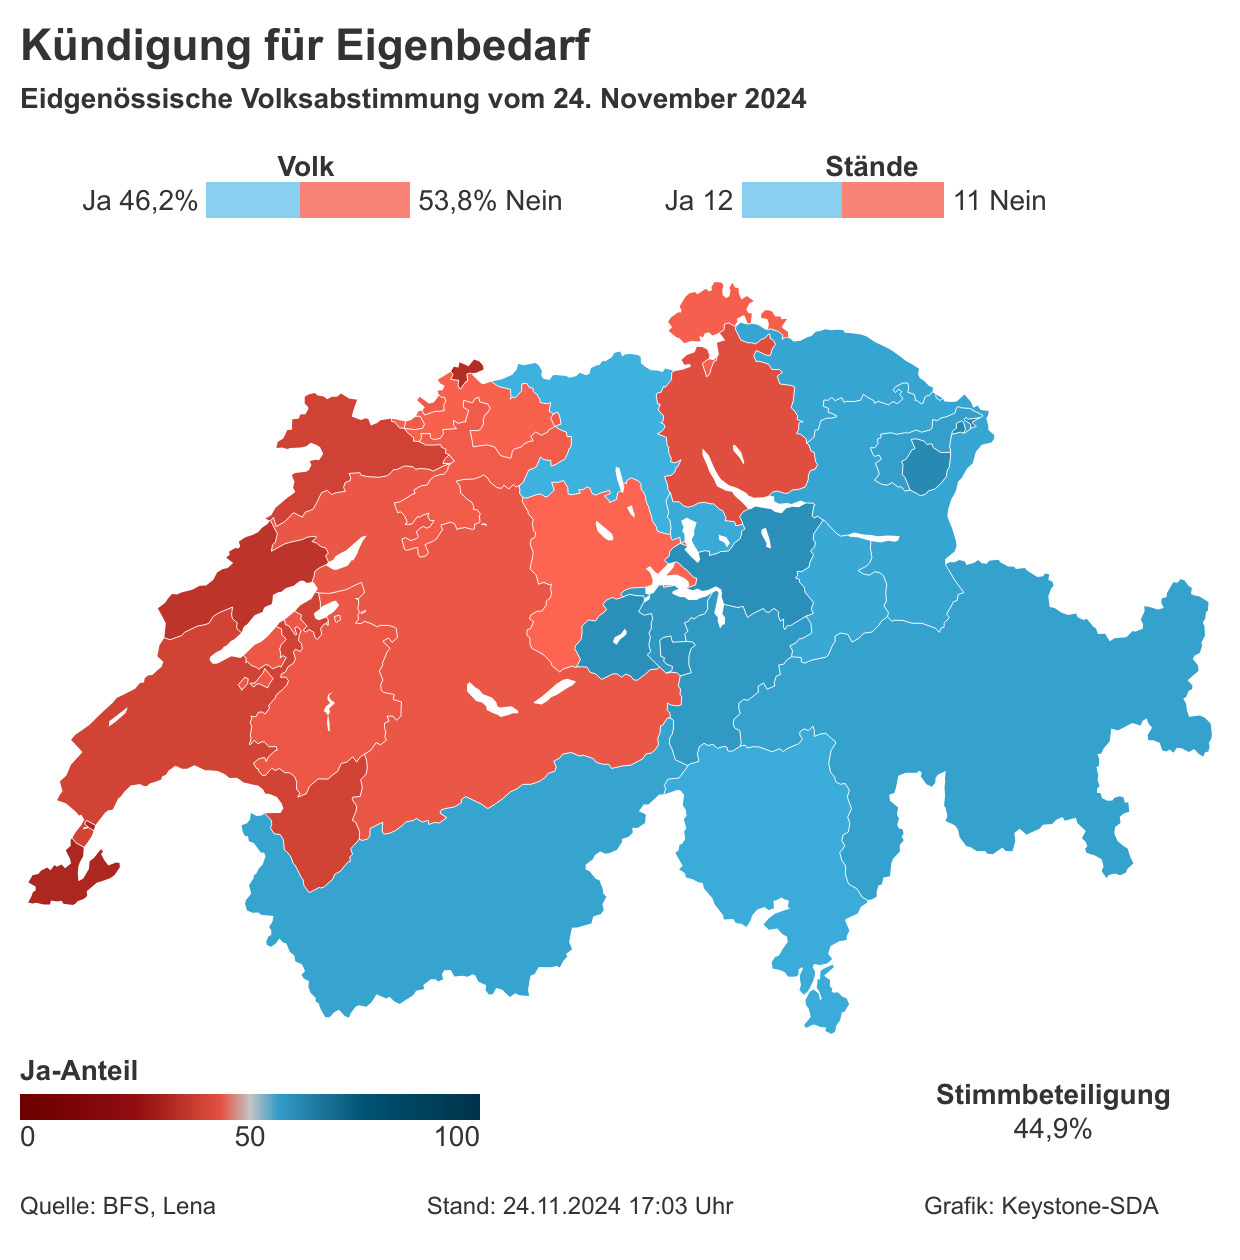 Kündigung für Eigenbedarf
Eidgenössische Volksabstimmung vom 24. November 2024
Volk
Ja 46,2% 53,8% Nein
Stände
Ja 12 11 Nein
Ja-Anteil
0 50 100
Stimmbeteiligung
44,9%
Quelle: BFS, Lena
Stand: 24.11.2024 17:03 Uhr
Grafik: Keystone-SDA